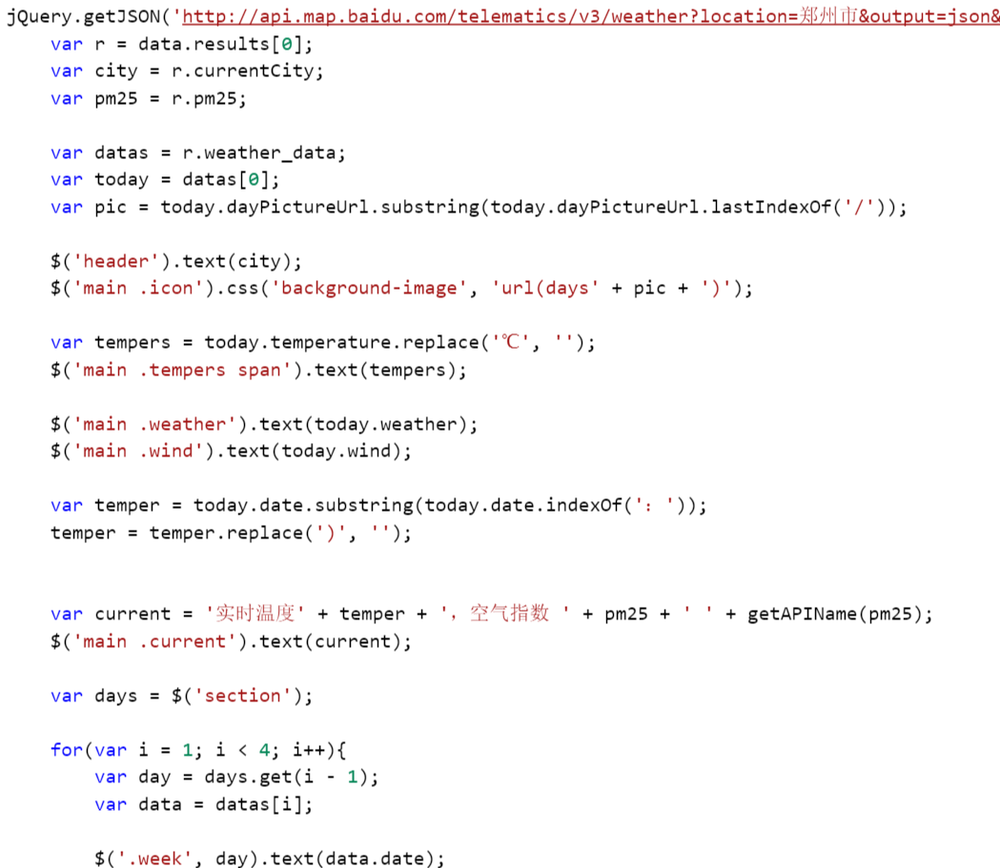 jQuery.getJSON('http://api.map.baidu.com/telematics/v3/weather?location=郑州市&output=json&
var r = data.results[0];
var city = r.currentCity;
var pm25 = r.pm25;
var datas = r.weather_data;
var today = datas[0];
var pic = today.dayPictureUrl.substring(today.dayPictureUrl.lastIndexOf('/'));
$('header').text(city);
$('main .icon').css('background-image', 'url(days' + pic + ')');
var tempers = today.temperature.replace('℃', '');
$('main .tempers span').text(tempers);
$('main .weather').text(today.weather);
$('main .wind').text(today.wind);
var temper = today.date.substring(today.date.indexOf('：'));
temper = temper.replace(')', '');
var current = '实时温度' + temper + '，空气指数 ' + pm25 + ' ' + getAPIName(pm25);
$('main .current').text(current);
var days = $('section');
for(var i = 1; i < 4; i++){
var day = days.get(i - 1);
var data = datas[i];
$('.week', day).text(data.date);